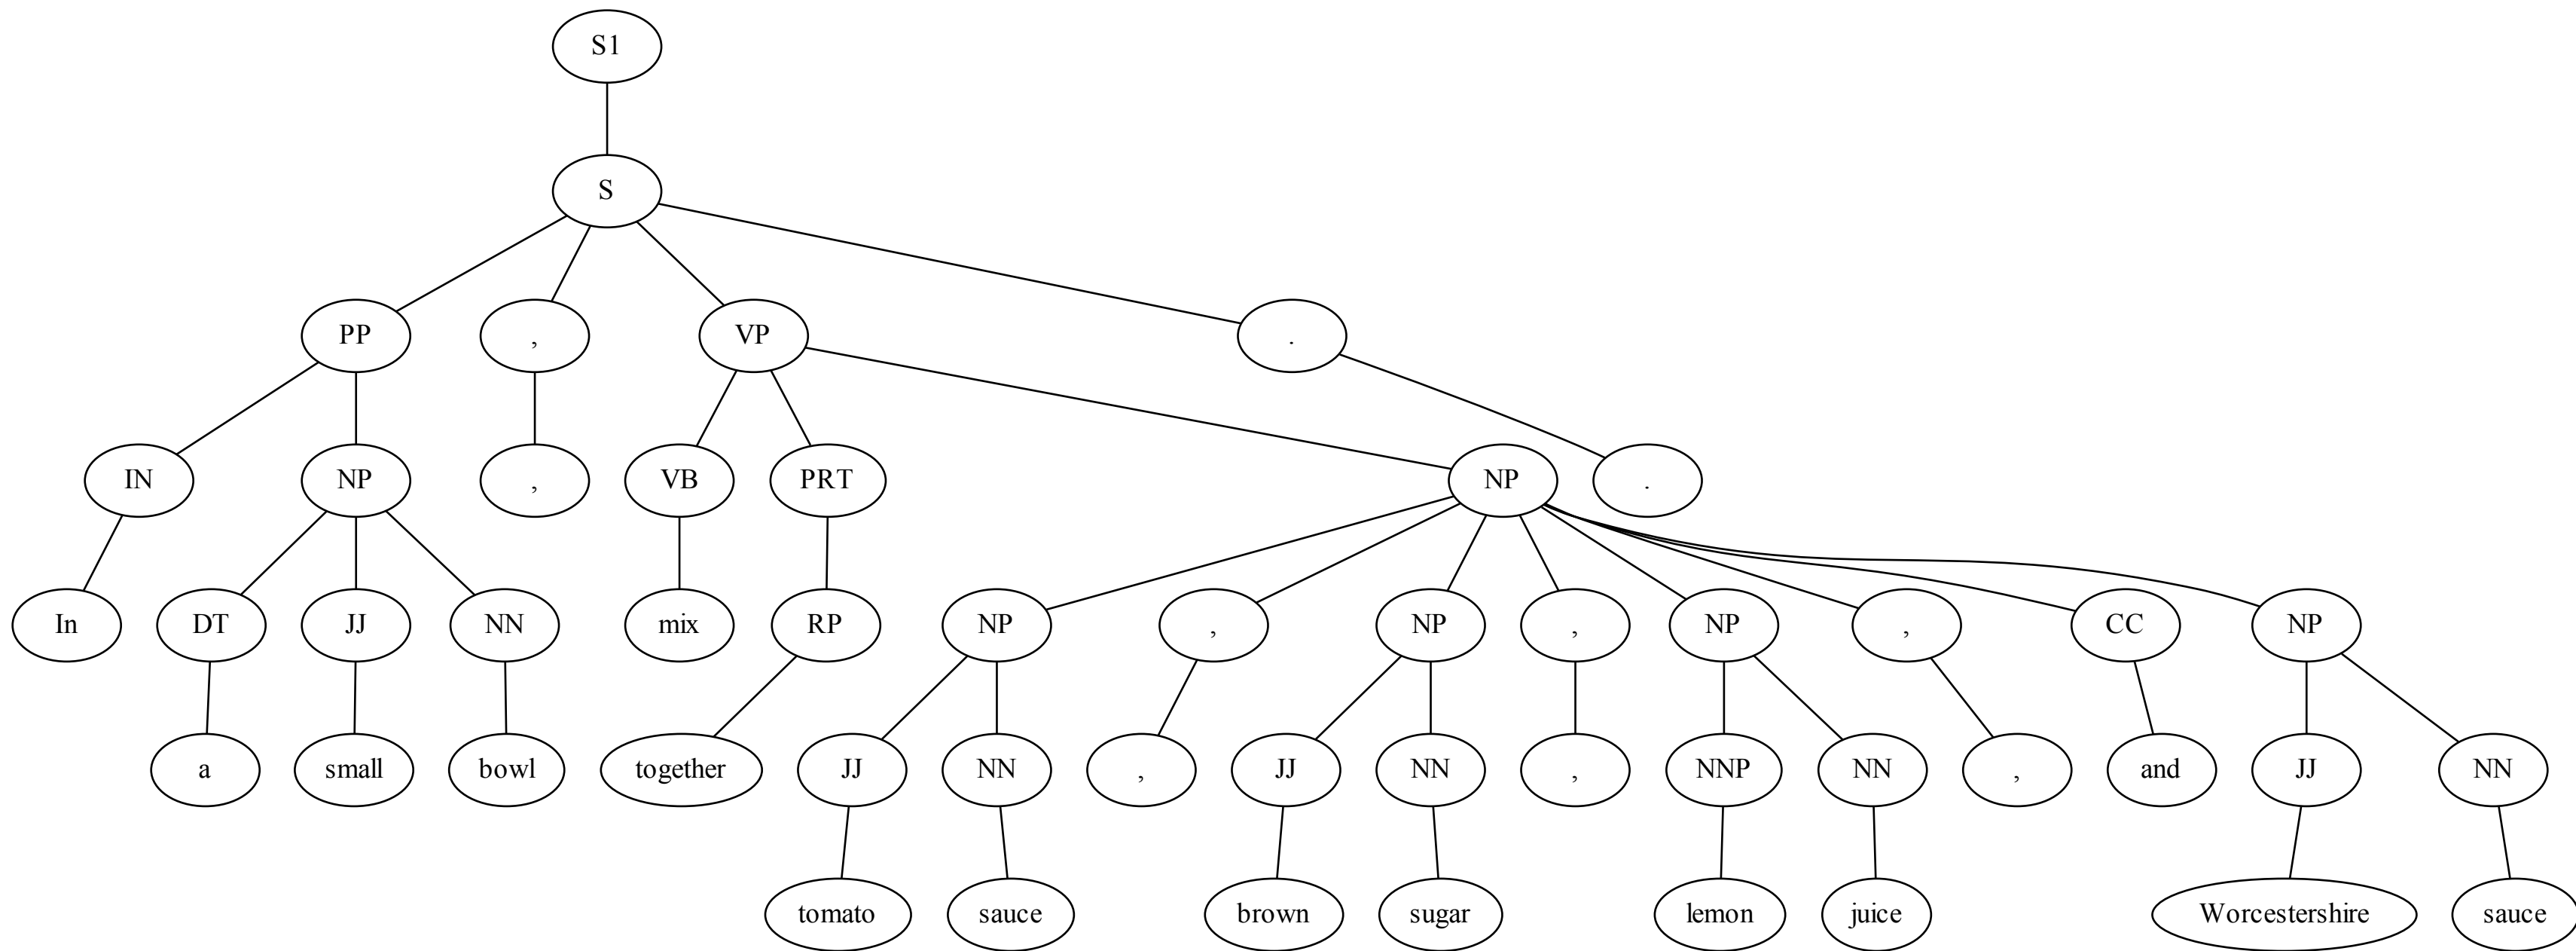 S1
S
PP , VP .
IN NP , VB PRT NP .
In DT JJ NN mix RP NP , NP , NP , CC NP
a small bowl together JJ NN , JJ NN , NNP NN , and JJ NN
tomato sauce brown sugar lemon juice Worcestershire sauce